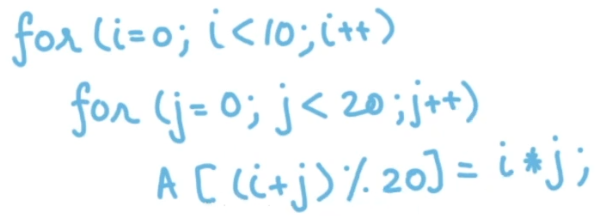 for (i=0; i<10; i++)
for (j=0; j<20; j++)
A[(i+j)%20] = i*j;